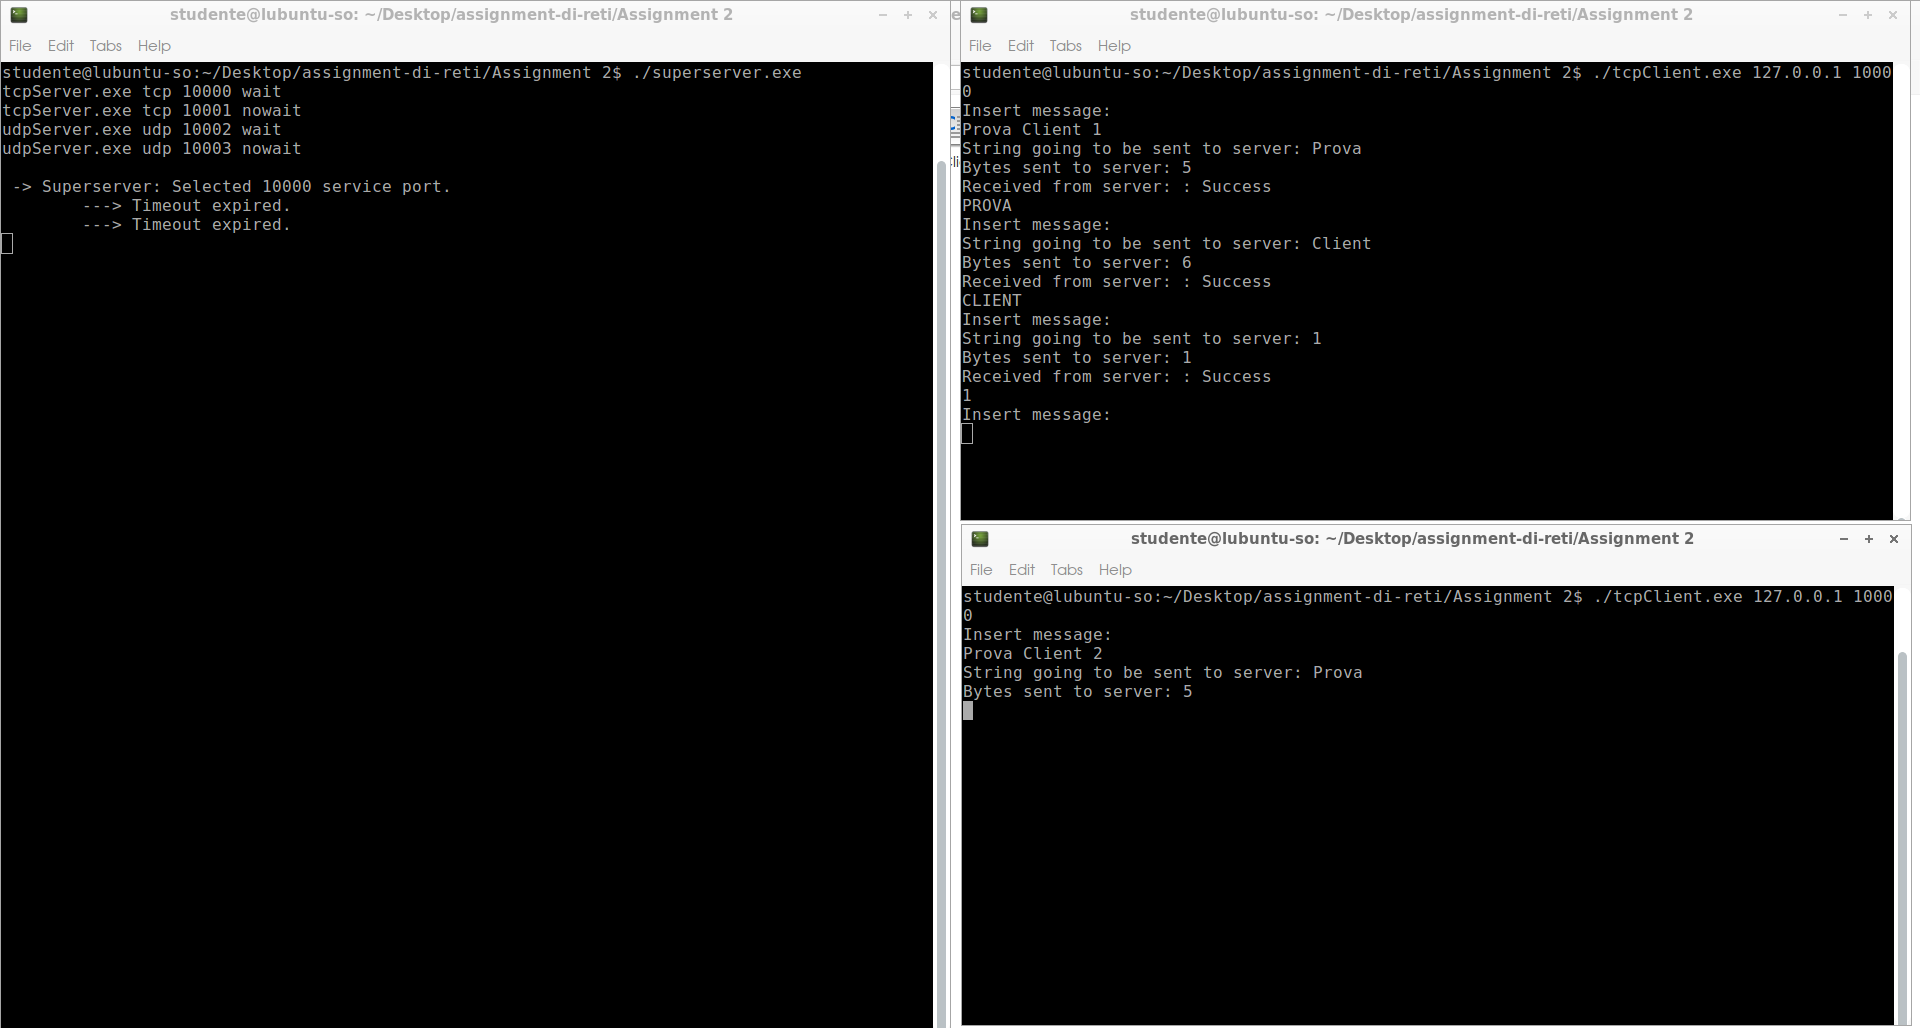 studente@lubuntu-so: ~/Desktop/assignment-di-reti/Assignment 2
File Edit Tabs Help
studente@lubuntu-so:~/Desktop/assignment-di-reti/Assignment 2$ ./superserver.exe
tcpServer.exe tcp 10000 wait
tcpServer.exe tcp 10001 nowait
udpServer.exe udp 10002 wait
udpServer.exe udp 10003 nowait
-> Superserver: Selected 10000 service port.
---> Timeout expired.
---> Timeout expired.
studente@lubuntu-so: ~/Desktop/assignment-di-reti/Assignment 2
File Edit Tabs Help
studente@lubuntu-so:~/Desktop/assignment-di-reti/Assignment 2$ ./tcpClient.exe 127.0.0.1 1000
0
Insert message:
Prova Client 1
String going to be sent to server: Prova
Bytes sent to server: 5
Received from server: : Success
PROVA
Insert message:
String going to be sent to server: Client
Bytes sent to server: 6
Received from server: : Success
CLIENT
Insert message:
String going to be sent to server: 1
Bytes sent to server: 1
Received from server: : Success
1
Insert message:
studente@lubuntu-so: ~/Desktop/assignment-di-reti/Assignment 2
File Edit Tabs Help
studente@lubuntu-so:~/Desktop/assignment-di-reti/Assignment 2$ ./tcpClient.exe 127.0.0.1 1000
0
Insert message:
Prova Client 2
String going to be sent to server: Prova
Bytes sent to server: 5